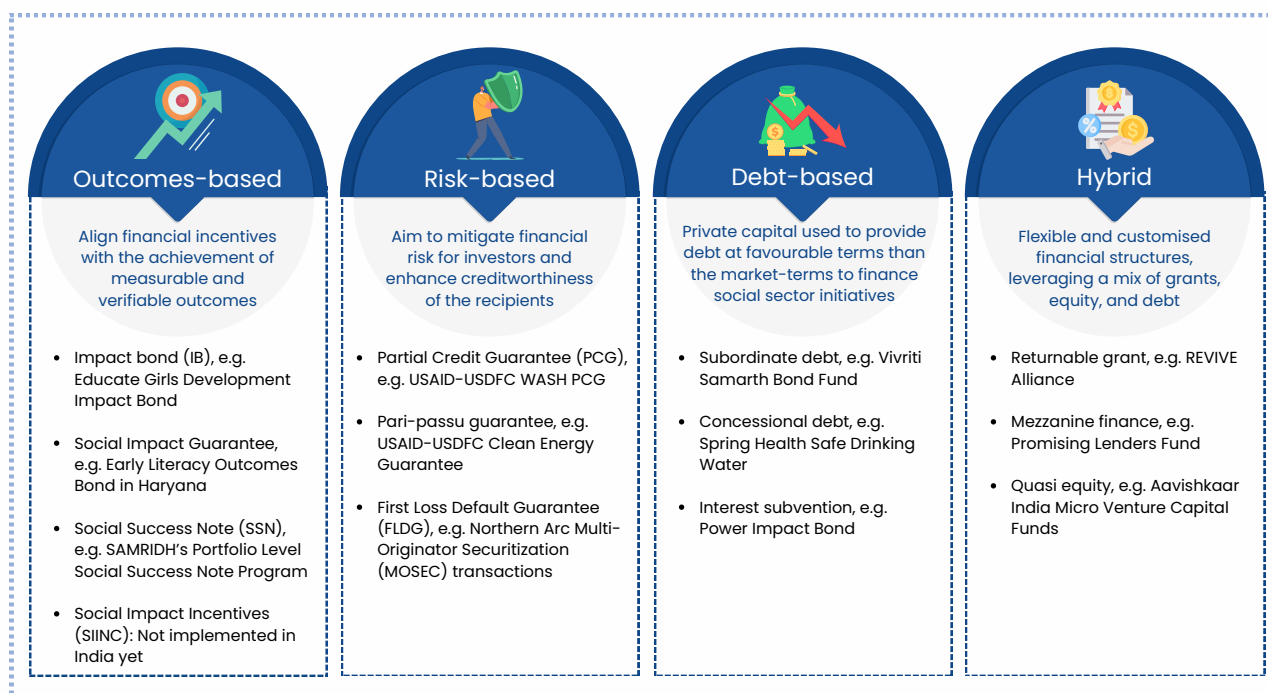 Outcomes-based
Align financial incentives
with the achievement of
measurable and
verifiable outcomes
• Impact bond (IB), e.g.
Educate Girls Development
Impact Bond
• Social Impact Guarantee,
e.g. Early Literacy Outcomes
Bond in Haryana
• Social Success Note (SSN),
e.g. SAMRIDH’s Portfolio Level
Social Success Note Program
• Social Impact Incentives
(SIINC): Not implemented in
India yet
Risk-based
Aim to mitigate financial
risk for investors and
enhance creditworthiness
of the recipients
• Partial Credit Guarantee (PCG),
e.g. USAID-USDFC WASH PCG
• Pari-passu guarantee, e.g.
USAID-USDFC Clean Energy
Guarantee
• First Loss Default Guarantee
(FLDG), e.g. Northern Arc Multi-
Originator Securitization
(MOSEC) transactions
Debt-based
Private capital used to provide
debt at favourable terms than
the market-terms to finance
social sector initiatives
• Subordinate debt, e.g. Vivriti
Samarth Bond Fund
• Concessional debt, e.g.
Spring Health Safe Drinking
Water
• Interest subvention, e.g.
Power Impact Bond
Hybrid
Flexible and customised
financial structures,
leveraging a mix of grants,
equity, and debt
• Returnable grant, e.g. REVIVE
Alliance
• Mezzanine finance, e.g.
Promising Lenders Fund
• Quasi equity, e.g. Aavishkaar
India Micro Venture Capital
Funds